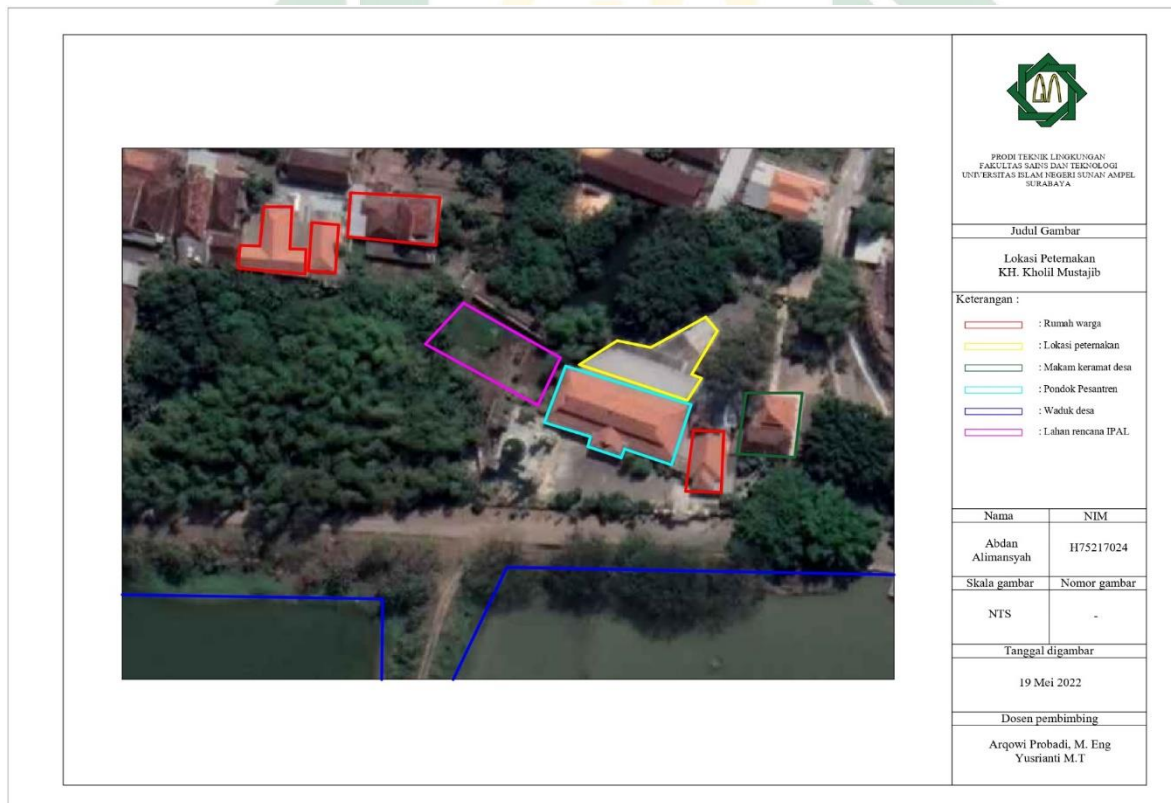 PRODI TEKNIK LINGKUNGAN
FAKULTAS SAINS DAN TEKNOLOGI
UNIVERSITAS ISLAM NEGERI SUNAN AMPEL
SURABAYA
Judul Gambar
Lokasi Peternakan
KH. Kholil Mustajib
Keterangan :
: Rumah warga
: Lokasi peternakan
: Makam keramat desa
: Pondok Pesantren
: Waduk desa
: Lahan rencana IPAL
Nama NIM
Abdan
Alimansyah
H75217024
Skala gambar Nomor gambar
NTS -
Tanggal digambar
19 Mei 2022
Dosen pembimbing
Arqowi Probadi, M. Eng
Yusrianti M.T